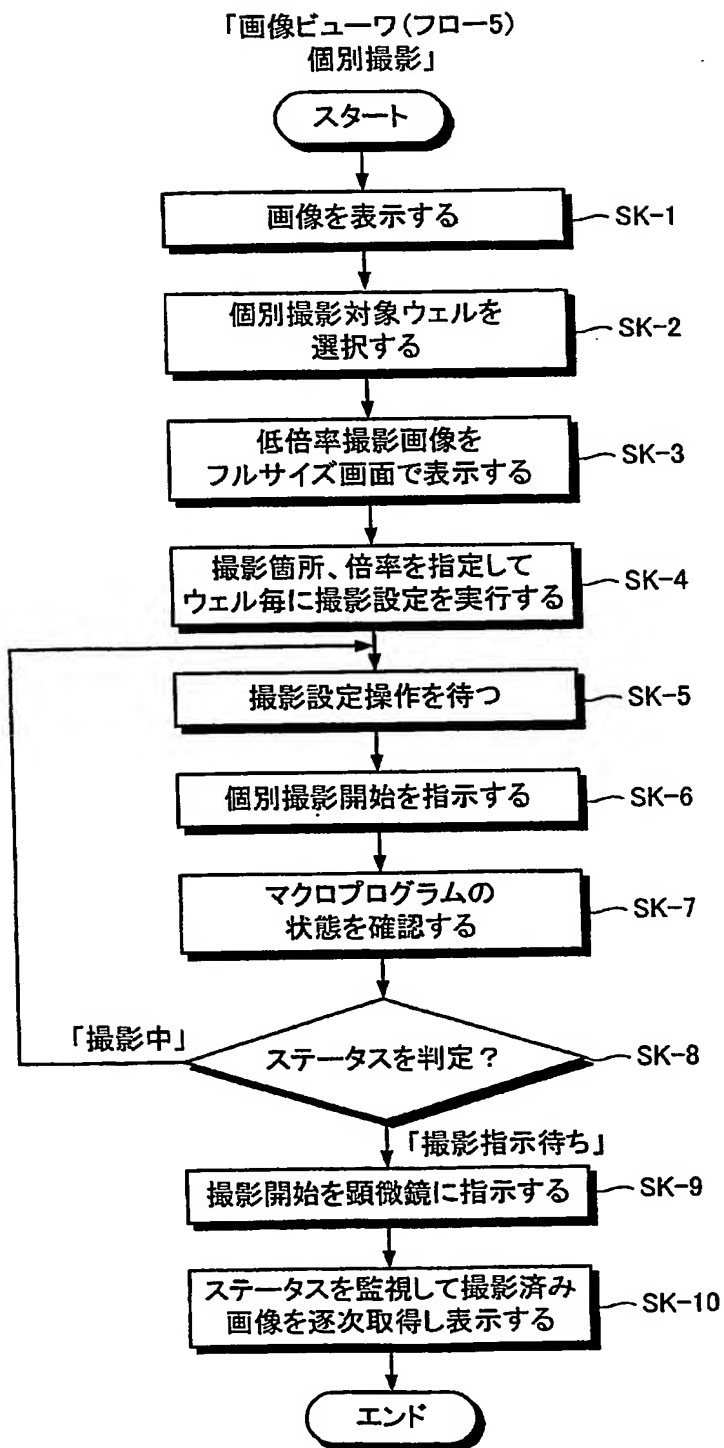 「画像ビューワ(フロー5)
個別撮影」
スタート
画像を表示する
SK-1
個別撮影対象ウェルを
選択する
SK-2
低倍率撮影画像を
フルサイズ画面で表示する
SK-3
撮影箇所、倍率を指定して
ウェル毎に撮影設定を実行する
SK-4
撮影設定操作を待つ
SK-5
個別撮影開始を指示する
SK-6
マクロプログラムの
状態を確認する
SK-7
「撮影中」
ステータスを判定？
SK-8
「撮影指示待ち」
撮影開始を顕微鏡に指示する
SK-9
ステータスを監視して撮影済み
画像を逐次取得し表示する
SK-10
エンド